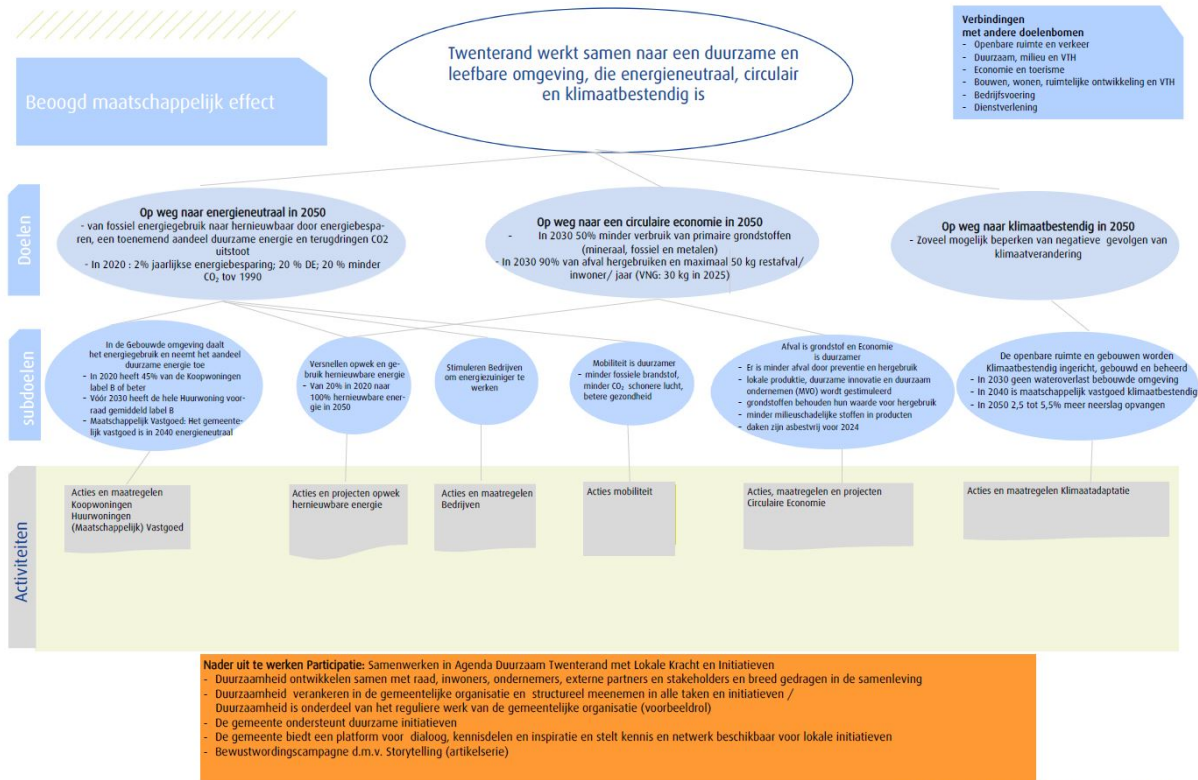 Beoogd maatschappelijk effect
Twenterand werkt samen naar een duurzame en
leefbare omgeving, die energieneutraal, circulair
en klimaatbestendig is
Verbindingen
met andere doelenbomen
- Openbare ruimte en verkeer
- Duurzaam, milieu en VTH
- Economie en toerisme
- Bouwen, wonen, ruimtelijke ontwikkeling en VTH
- Bedrijfsvoering
- Dienstverlening
Doelen
Op weg naar energieneutraal in 2050
- van fossiel energiegebruik naar hernieuwbaar door energiebespa-
ren, een toenemend aandeel duurzame energie en terugdringen CO2
uitstoot
- In 2020 : 2% jaarlijkse energiebesparing; 20 % DE; 20 % minder
CO₂ tov 1990
Op weg naar een circulaire economie in 2050
- In 2030 50% minder verbruik van primaire grondstoffen
(mineraal, fossiel en metalen)
- In 2030 90% van afval hergebruiken en maximaal 50 kg restafval/
inwoner/ jaar (VNG: 30 kg in 2025)
Op weg naar klimaatbestendig in 2050
- Zoveel mogelijk beperken van negatieve gevolgen van
klimaatverandering
subdoelen
In de Gebouwde omgeving daalt
het energiegebruik en neemt het aandeel
duurzame energie toe
- In 2020 heeft 45% van de Koopwoningen
label B of beter
- Vóór 2030 heeft de hele Huurwoning voor-
raad gemiddeld label B
- Maatschappelijk Vastgoed: Het gemeente-
lijk vastgoed is in 2040 energieneutraal
Versnellen opwek en ge-
bruik hernieuwbare energie
- Van 20% in 2020 naar
100% hernieuwbare ener-
gie in 2050
Stimuleren Bedrijven
om energiezuiniger te
werken
Mobiliteit is duurzamer
- minder fossiele brandstof,
minder CO₂ schonere lucht,
betere gezondheid
Afval is grondstof en Economie
is duurzamer
- Er is minder afval door preventie en hergebruik
- lokale produktie, duurzame innovatie en duurzaam
ondernemen (MVO) wordt gestimuleerd
- grondstoffen behouden hun waarde voor hergebruik
- minder milieuschadelijke stoffen in producten
- daken zijn asbestvrij voor 2024
De openbare ruimte en gebouwen worden
Klimaatbestendig ingericht, gebouwd en beheerd
- In 2030 geen wateroverlast bebouwde omgeving
- In 2040 is maatschappelijk vastgoed klimaatbestendig
- In 2050 2,5 tot 5,5% meer neerslag opvangen
Activiteiten
Acties en maatregelen
Koopwoningen
Huurwoningen
(Maatschappelijk) Vastgoed
Acties en projecten opwek
hernieuwbare energie
Acties en maatregelen
Bedrijven
Acties mobiliteit
Acties, maatregelen en projecten
Circulaire Economie
Acties en maatregelen Klimaatadaptatie
Nader uit te werken Participatie: Samenwerken in Agenda Duurzaam Twenterand met Lokale Kracht en Initiatieven
- Duurzaamheid ontwikkelen samen met raad, inwoners, ondernemers, externe partners en stakeholders en breed gedragen in de samenleving
- Duurzaamheid verankeren in de gemeentelijke organisatie en structureel meenemen in alle taken en initiatieven /
Duurzaamheid is onderdeel van het reguliere werk van de gemeentelijke organisatie (voorbeeldrol)
- De gemeente ondersteunt duurzame initiatieven
- De gemeente biedt een platform voor dialoog, kennisdelen en inspiratie en stelt kennis en netwerk beschikbaar voor lokale initiatieven
- Bewustwordingscampagne d.m.v. Storytelling (artikelserie)